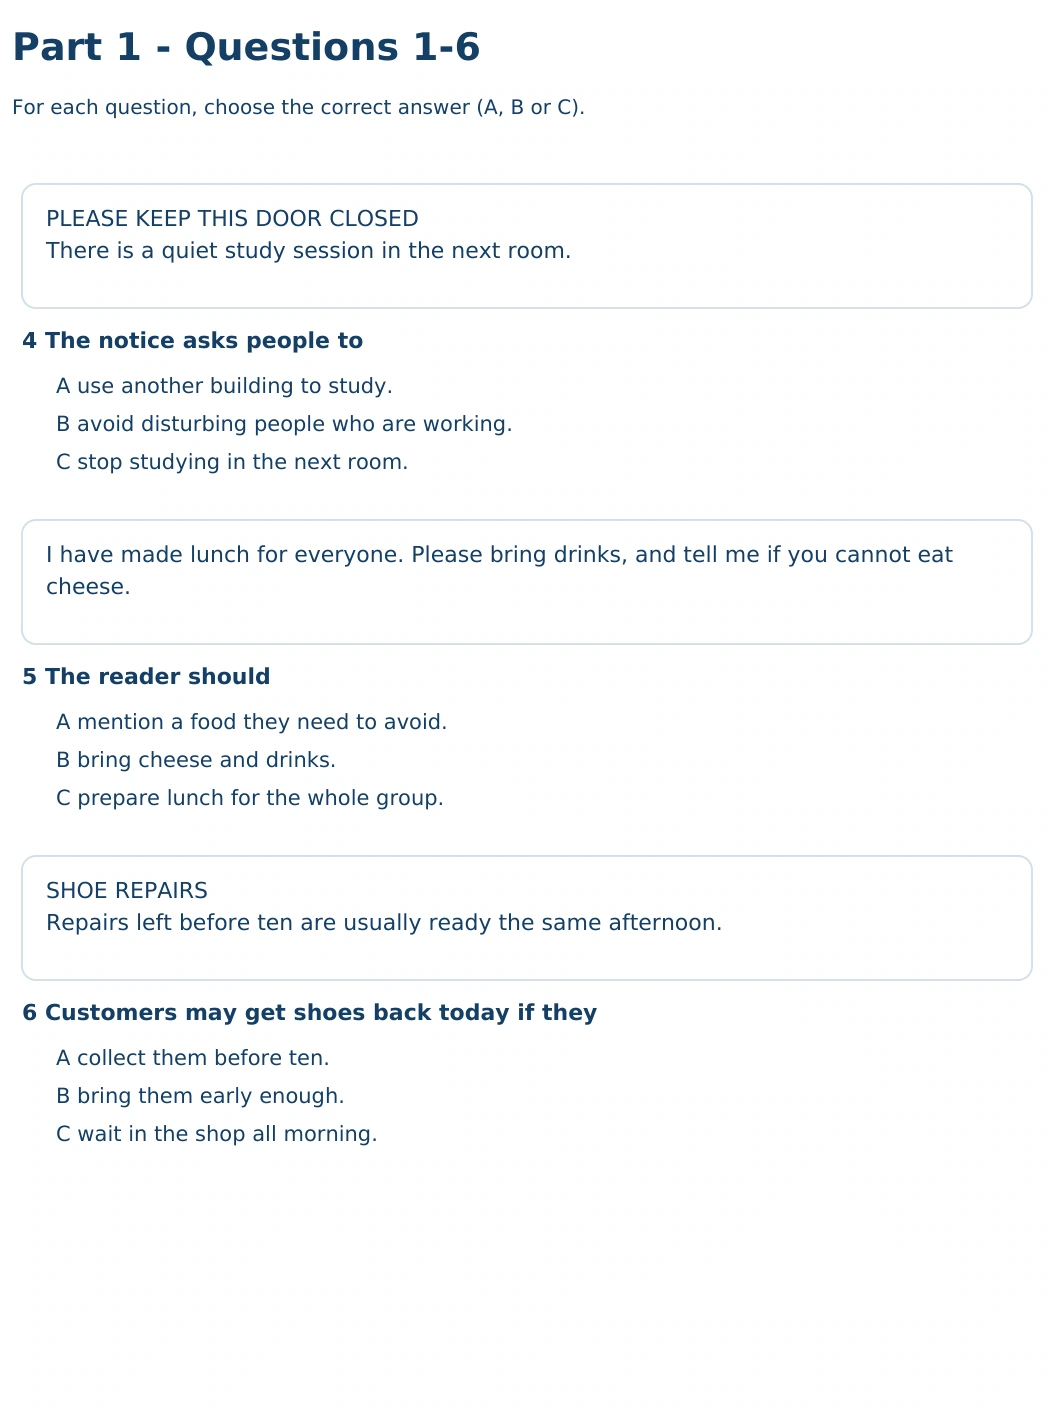 Part 1 - Questions 1-6
For each question, choose the correct answer (A, B or C).
PLEASE KEEP THIS DOOR CLOSED
There is a quiet study session in the next room.
4 The notice asks people to
A use another building to study.
B avoid disturbing people who are working.
C stop studying in the next room.
I have made lunch for everyone. Please bring drinks, and tell me if you cannot eat
cheese.
5 The reader should
A mention a food they need to avoid.
B bring cheese and drinks.
C prepare lunch for the whole group.
SHOE REPAIRS
Repairs left before ten are usually ready the same afternoon.
6 Customers may get shoes back today if they
A collect them before ten.
B bring them early enough.
C wait in the shop all morning.